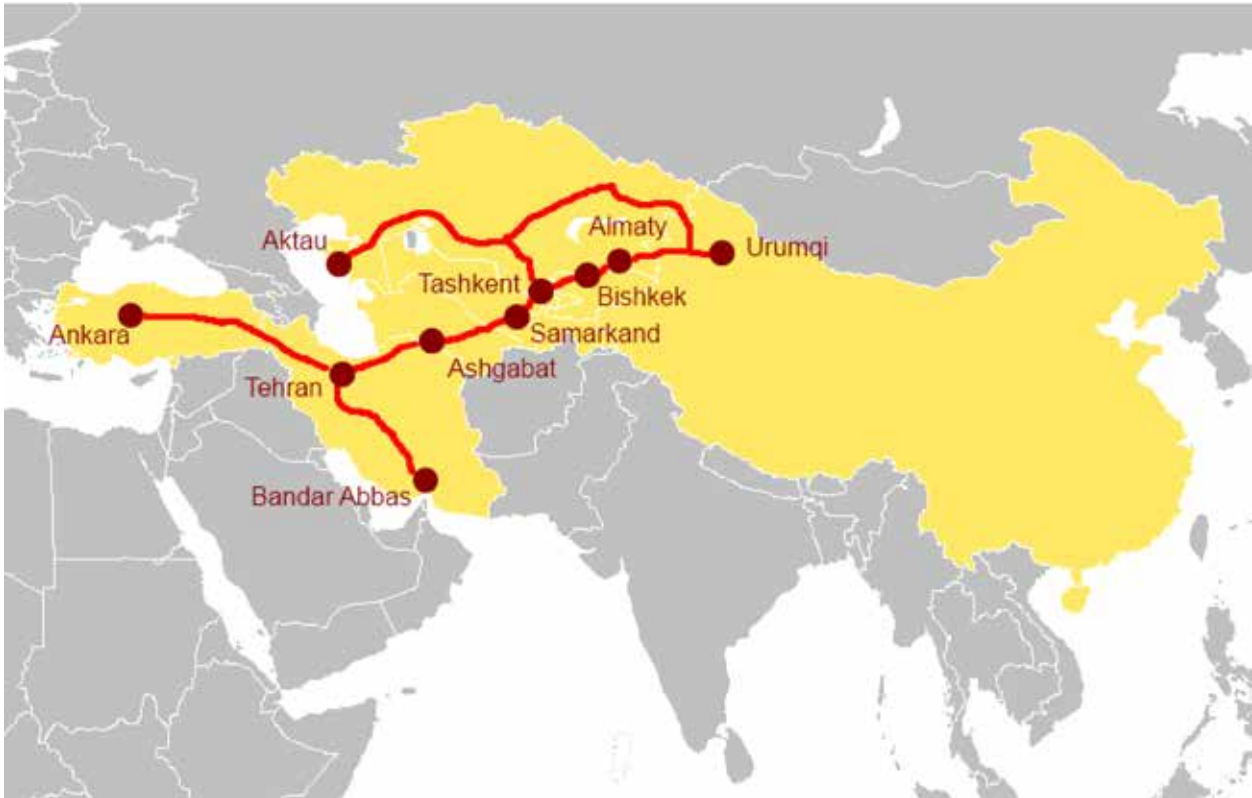 Almaty
Aktau
Urumqi
Tashkent
Bishkek
Ankara
Samarkand
Ashgabat
Tehran
Bandar Abbas